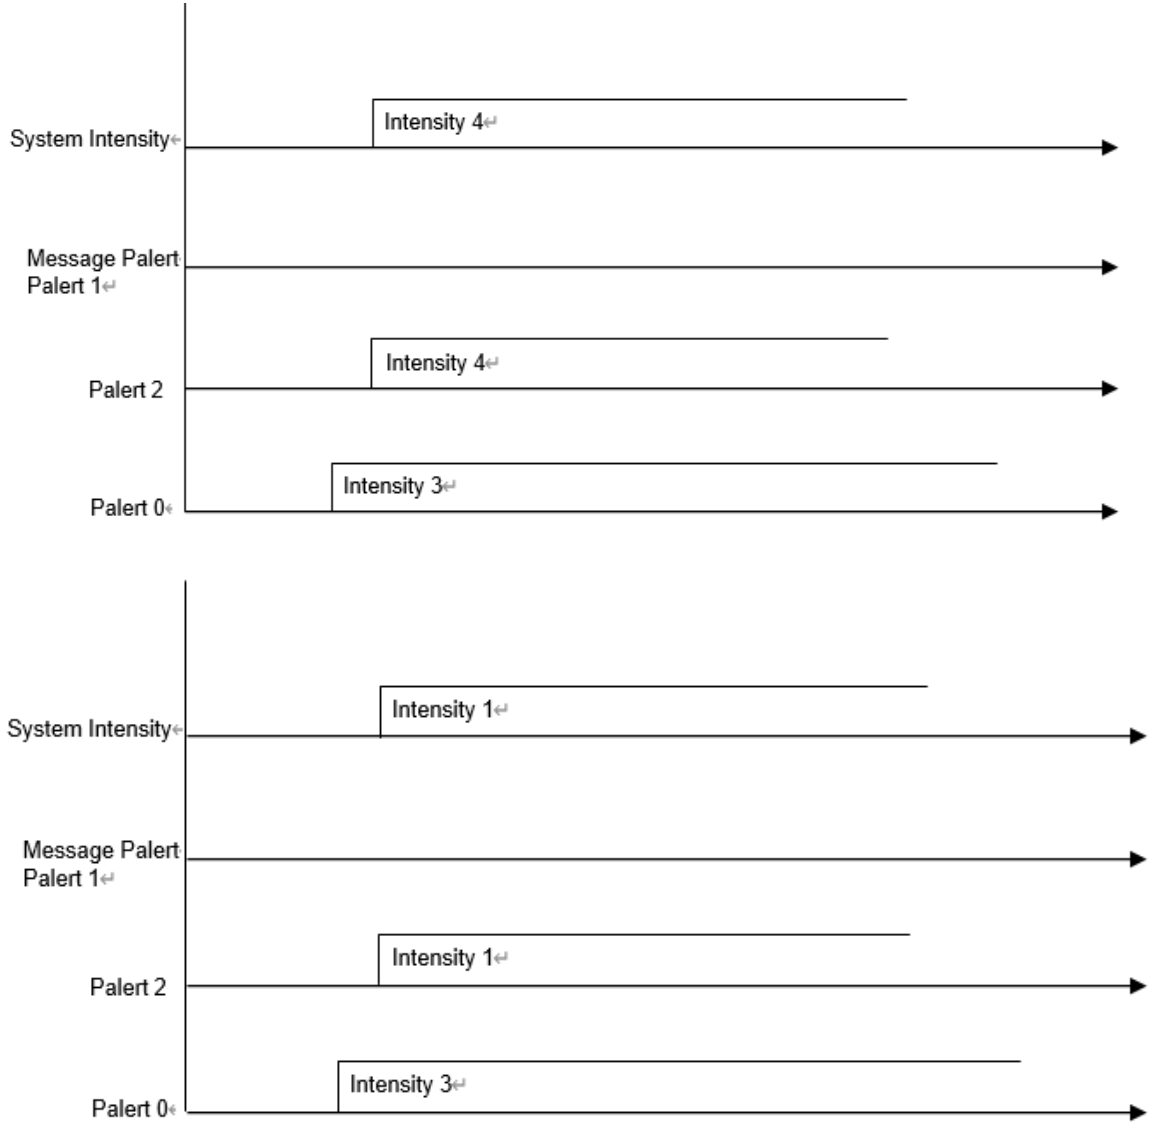 Intensity 4↵
System Intensity←
Message Palert
Palert 1↵
Intensity 4↵
Palert 2
Intensity 3↵
Palert 0←
Intensity 1↵
System Intensity←
Message Palert
Palert 1↵
Intensity 1↵
Palert 2
Intensity 3↵
Palert 0←